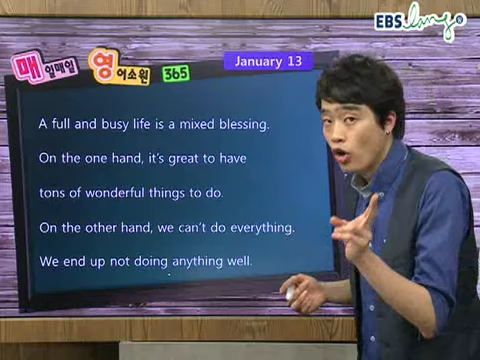 EBSlang
매일매일
영어소원
365
January 13
A full and busy life is a mixed blessing.
On the one hand, it's great to have
tons of wonderful things to do.
On the other hand, we can't do everything.
We end up not doing anything well.